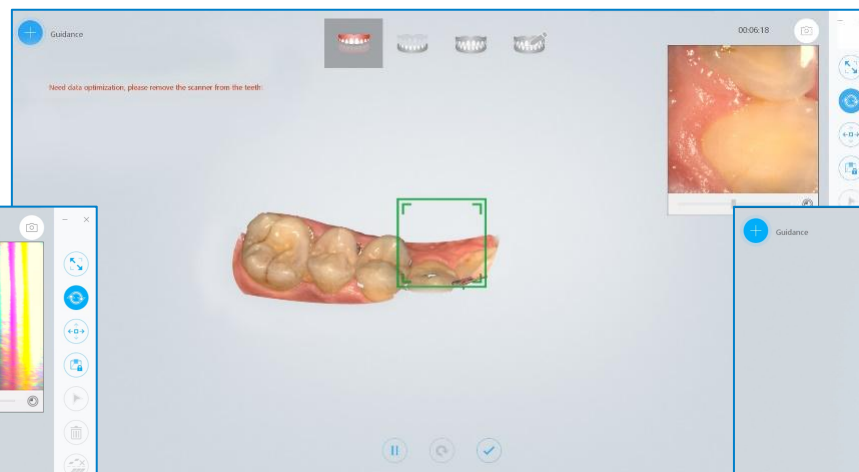 Guidance
00:06:18
Need data optimization, please remove the scanner from the teeth:
Guidance